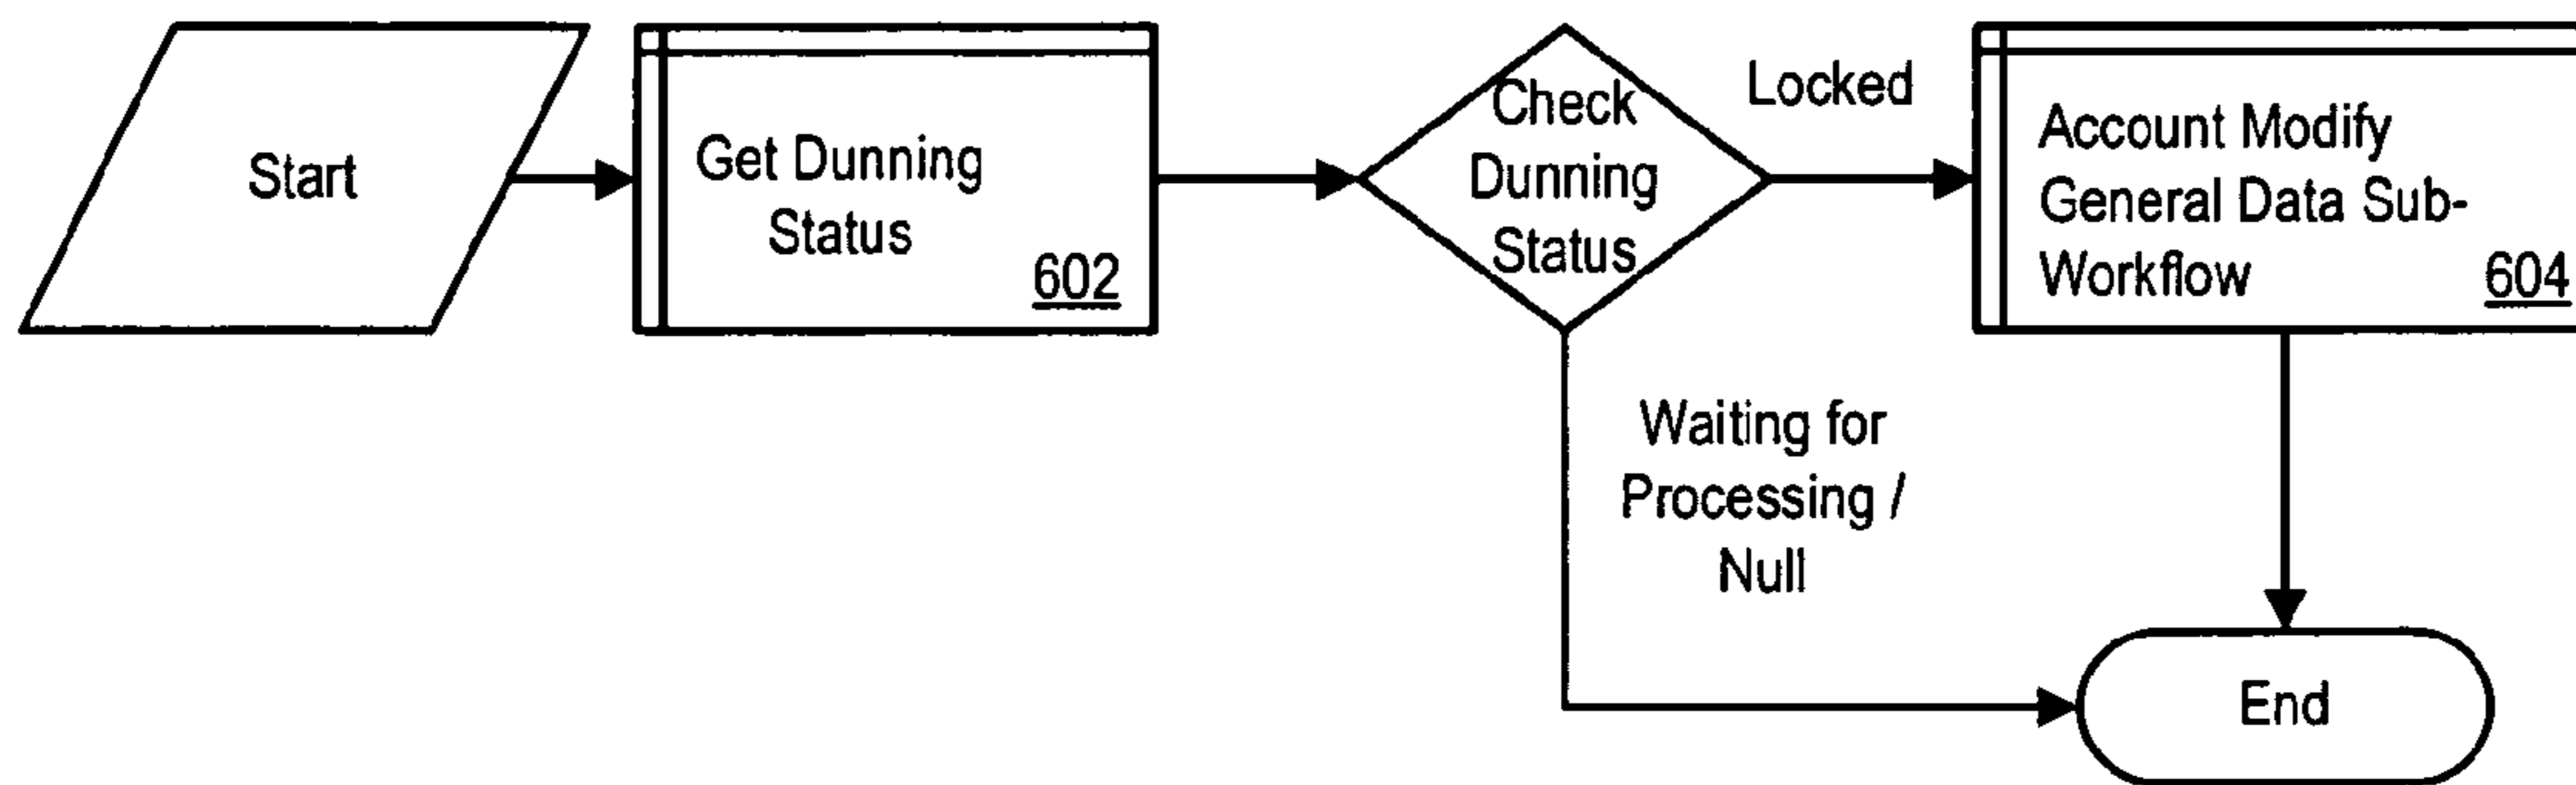 Start
Get Dunning
Status
602
Check
Dunning
Status
Locked
Account Modify
General Data Sub-
Workflow
604
Waiting for
Processing /
Null
End